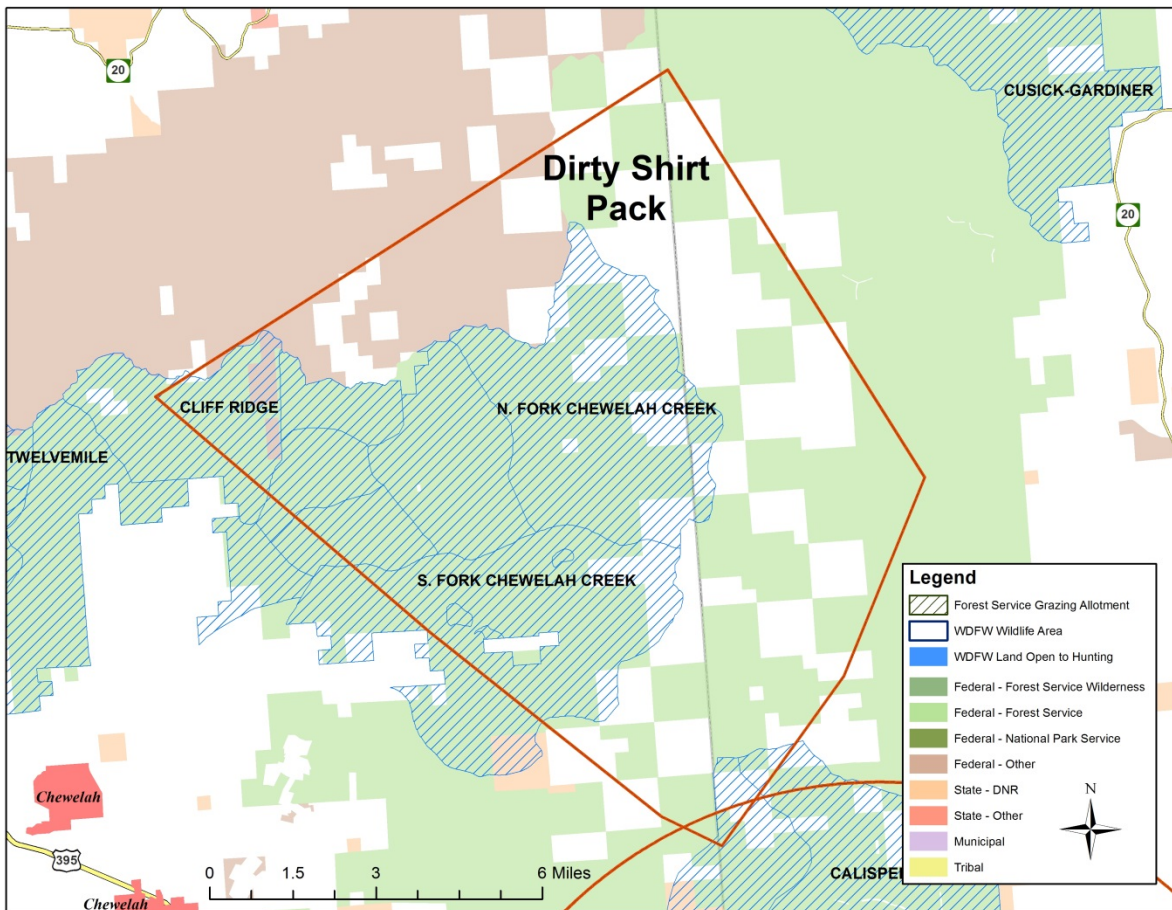 20
CUSICK-GARDINER
Dirty Shirt
Pack
20
CLIFF RIDGE
N. FORK CHEWELAH CREEK
TWELVEMILE
S. FORK CHEWELAH CREEK
Legend
Forest Service Grazing Allotment
WDFW Wildlife Area
WDFW Land Open to Hunting
Federal - Forest Service Wilderness
Federal - Forest Service
Federal - National Park Service
Federal - Other
State - DNR
State - Other
Municipal
Tribal
N
Chewelah
395
0 1.5 3 6 Miles
CALISPE
Chewelah